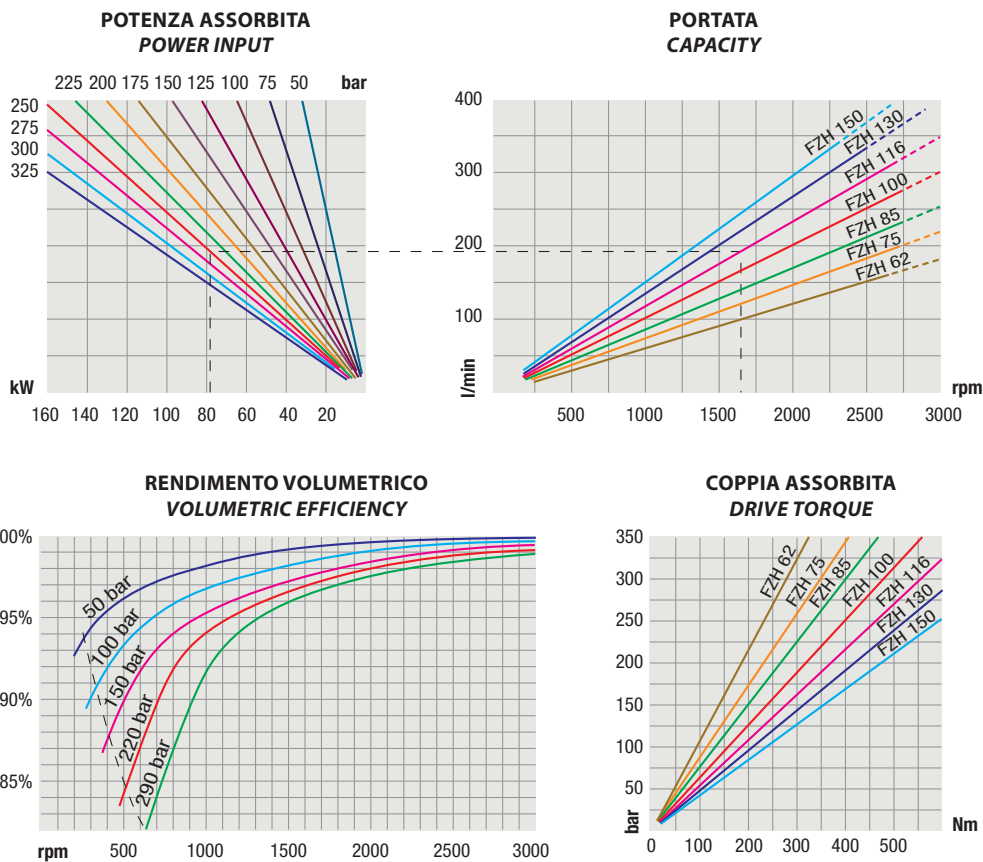 POTENZA ASSORBITA
POWER INPUT
225 200 175 150 125 100 75 50 bar
250
275
300
325
kW
160 140 120 100 80 60 40 20
PORTATA
CAPACITY
400
300
200
100
l/min
FZH 150
FZH 130
FZH 116
FZH 100
FZH 85
FZH 75
FZH 62
rpm
500 1000 1500 2000 2500 3000
RENDIMENTO VOLUMETRICO
VOLUMETRIC EFFICIENCY
00%
95%
90%
85%
50 bar
100 bar
150 bar
220 bar
290 bar
rpm 500 1000 2000 2000 2500 3000
COPPIA ASSORBITA
DRIVE TORQUE
350
300
250
200
150
100
50
bar
FZH 62
FZH 75
FZH 85
FZH 100
FZH 116
FZH 130
FZH 150
Nm
0 100 200 300 400 500